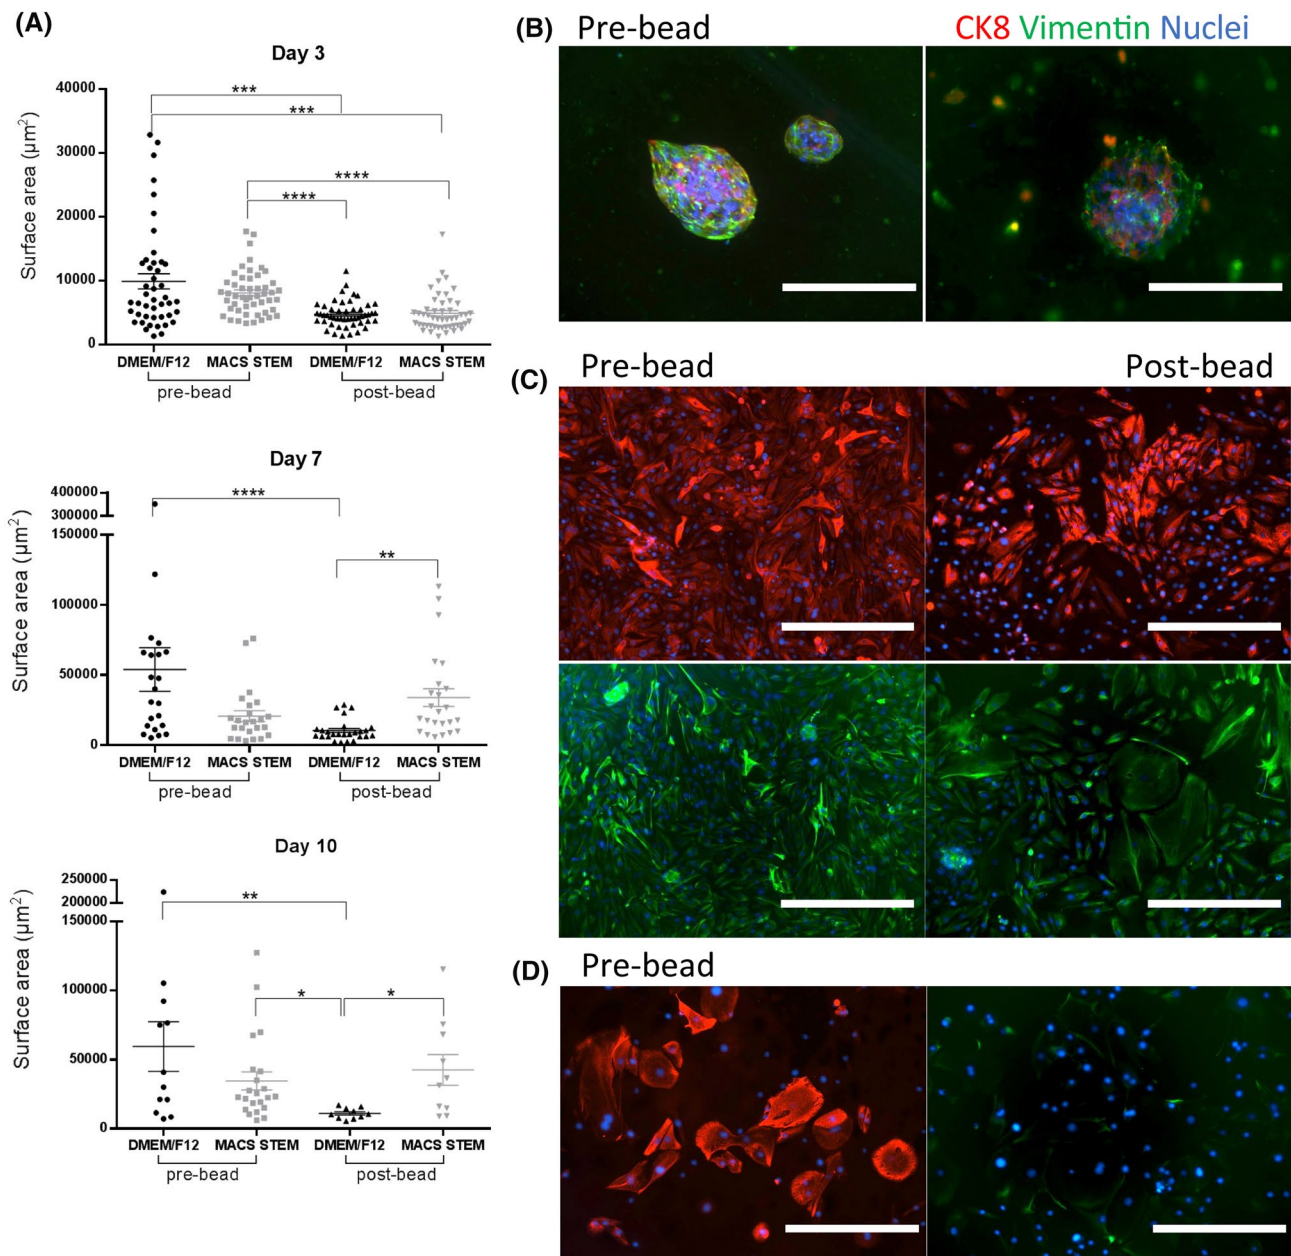 (A)
Day 3
Surface area (µm²)
40000
30000
20000
10000
0
***
***
****
****
DMEM/F12 MACS STEM DMEM/F12 MACS STEM
pre-bead post-bead
Day 7
Surface area (µm²)
400000
300000
150000
100000
50000
0
****
**
DMEM/F12 MACS STEM DMEM/F12 MACS STEM
pre-bead post-bead
Day 10
Surface area (µm²)
250000
200000
150000
100000
50000
0
**
* *
DMEM/F12 MACS STEM DMEM/F12 MACS STEM
pre-bead post-bead
(B) Pre-bead CK8 Vimentin Nuclei
(C) Pre-bead Post-bead
(D) Pre-bead